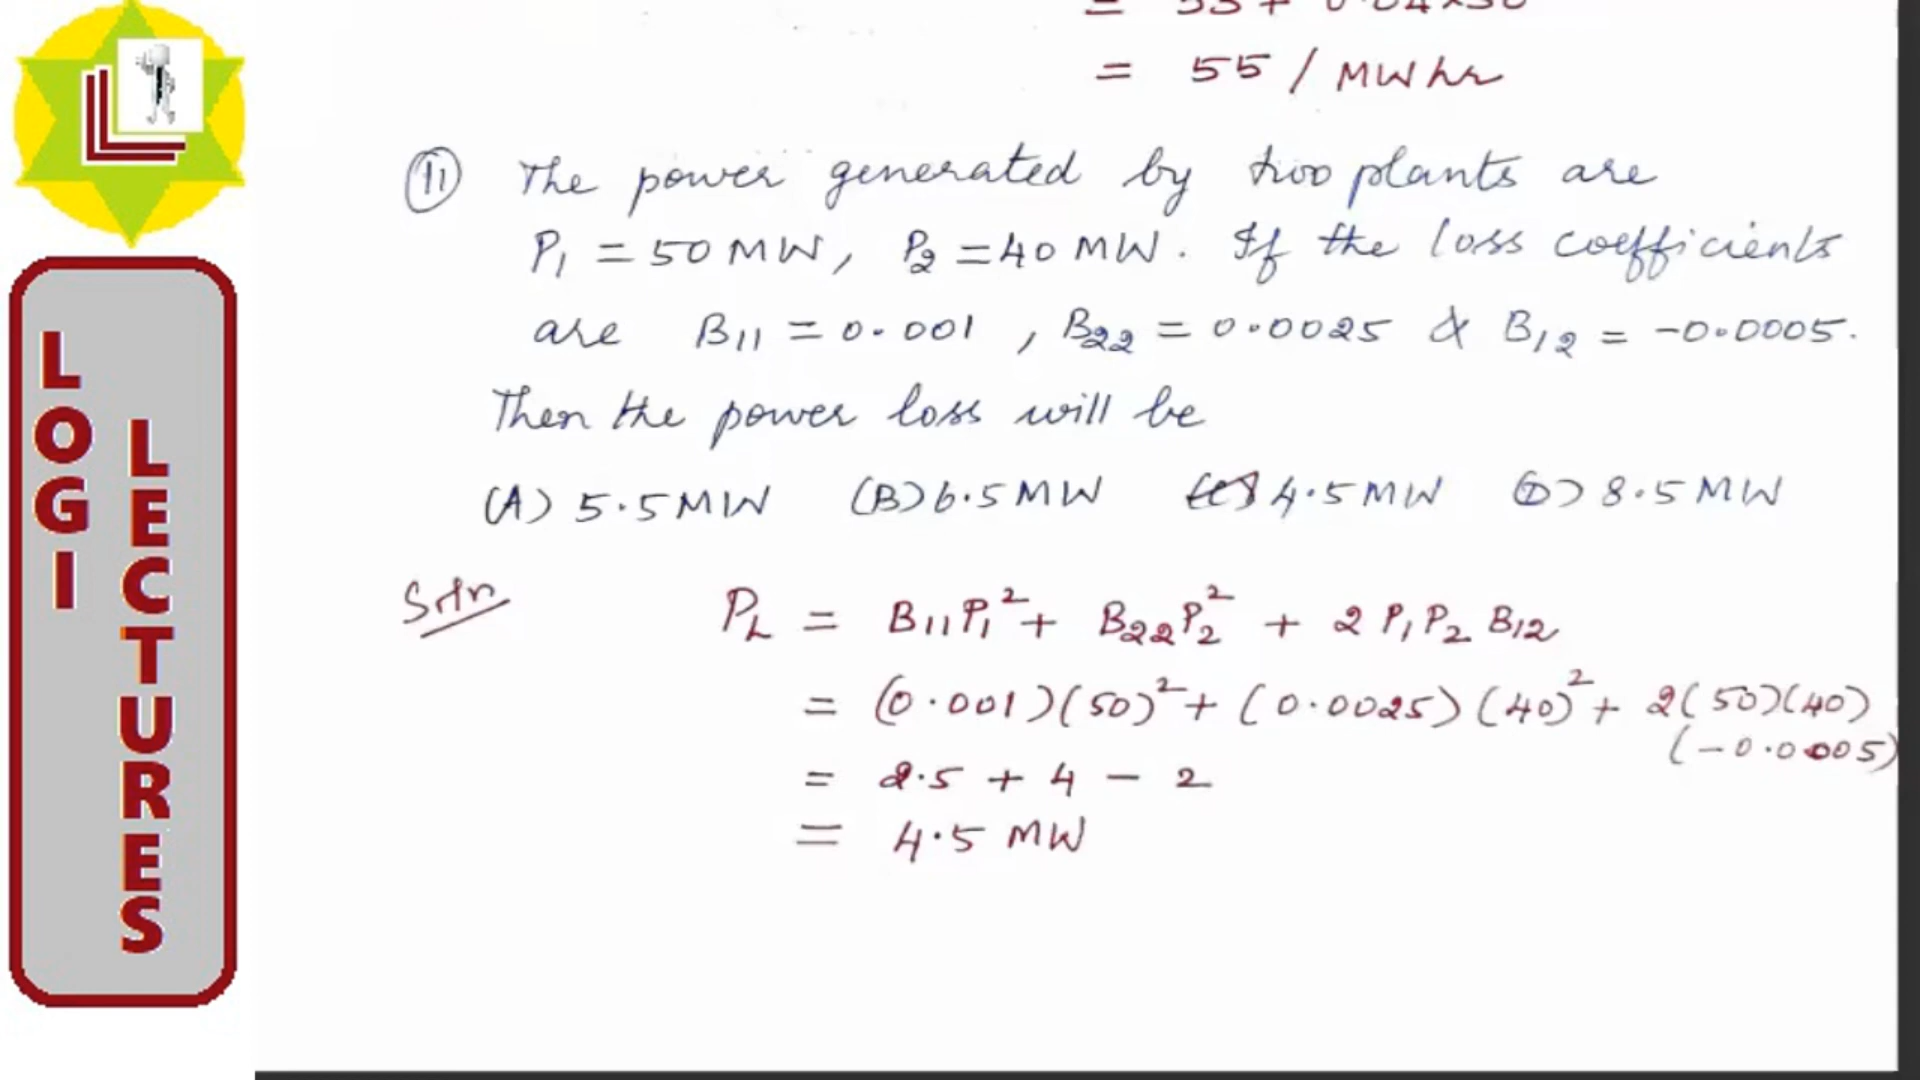 LOGI
LECTURES
= 55 / MWhr
(11) The power generated by two plants are
P₁ = 50 MW, P₂ = 40 MW. If the loss coefficients
are B₁₁ = 0.001, B₂₂ = 0.0025 & B₁₂ = -0.0005.
Then the power loss will be
(A) 5.5 MW (B) 6.5 MW (C) 4.5 MW (D) 8.5 MW
Soln
P_L = B₁₁P₁² + B₂₂P₂² + 2 P₁P₂ B₁₂
= (0.001)(50)² + (0.0025)(40)² + 2(50)(40)
(-0.0005)
= 2.5 + 4 - 2
= 4.5 MW